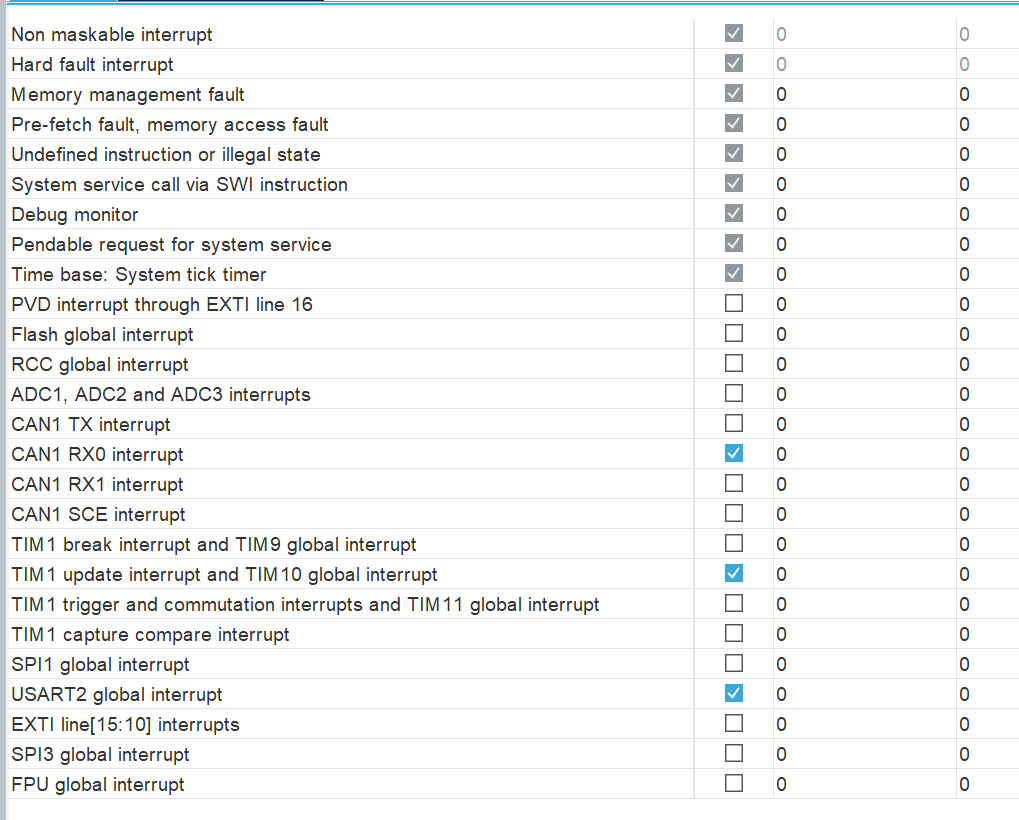 Non maskable interrupt 0 0
Hard fault interrupt 0 0
Memory management fault 0 0
Pre-fetch fault, memory access fault 0 0
Undefined instruction or illegal state 0 0
System service call via SWI instruction 0 0
Debug monitor 0 0
Pendable request for system service 0 0
Time base: System tick timer 0 0
PVD interrupt through EXTI line 16 0 0
Flash global interrupt 0 0
RCC global interrupt 0 0
ADC1, ADC2 and ADC3 interrupts 0 0
CAN1 TX interrupt 0 0
CAN1 RX0 interrupt 0 0
CAN1 RX1 interrupt 0 0
CAN1 SCE interrupt 0 0
TIM1 break interrupt and TIM9 global interrupt 0 0
TIM1 update interrupt and TIM10 global interrupt 0 0
TIM1 trigger and commutation interrupts and TIM11 global interrupt 0 0
TIM1 capture compare interrupt 0 0
SPI1 global interrupt 0 0
USART2 global interrupt 0 0
EXTI line[15:10] interrupts 0 0
SPI3 global interrupt 0 0
FPU global interrupt 0 0